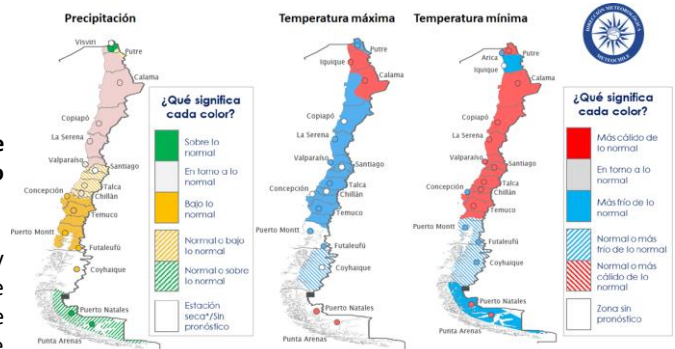 Precipitación
Visviri
Putre
Calama
Copiapó
La Serena
Valparaíso
Santiago
Talca
Concepción
Chillán
Temuco
Puerto Montt
Futaleufú
Coyhaique
Puerto Natales
Punta Arenas
¿Qué significa
cada color?
Sobre lo
normal
En torno a lo
normal
Bajo lo
normal
Normal o bajo
lo normal
Normal o sobre
lo normal
Estación
seca*/Sin
pronóstico
Temperatura máxima
Putre
Iquique
Calama
Copiapó
La Serena
Valparaíso
Santiago
Talca
Concepción
Chillán
Temuco
Puerto Montt
Futaleufú
Coyhaique
Puerto Natales
Punta Arenas
Temperatura mínima
Arica
Putre
Iquique
Calama
Copiapó
La Serena
Valparaíso
Santiago
Talca
Concepción
Chillán
Temuco
Puerto Montt
Futaleufú
Coyhaique
Puerto Natales
Punta Arenas
DIRECCIÓN METEOROLÓGICA
METEOCHILE
¿Qué significa
cada color?
Más cálido de
lo normal
En torno a lo
normal
Más frío de lo
normal
Normal o más
frío de lo normal
Normal o más
cálido de lo
normal
Zona sin
pronóstico
e
o
y
e
e